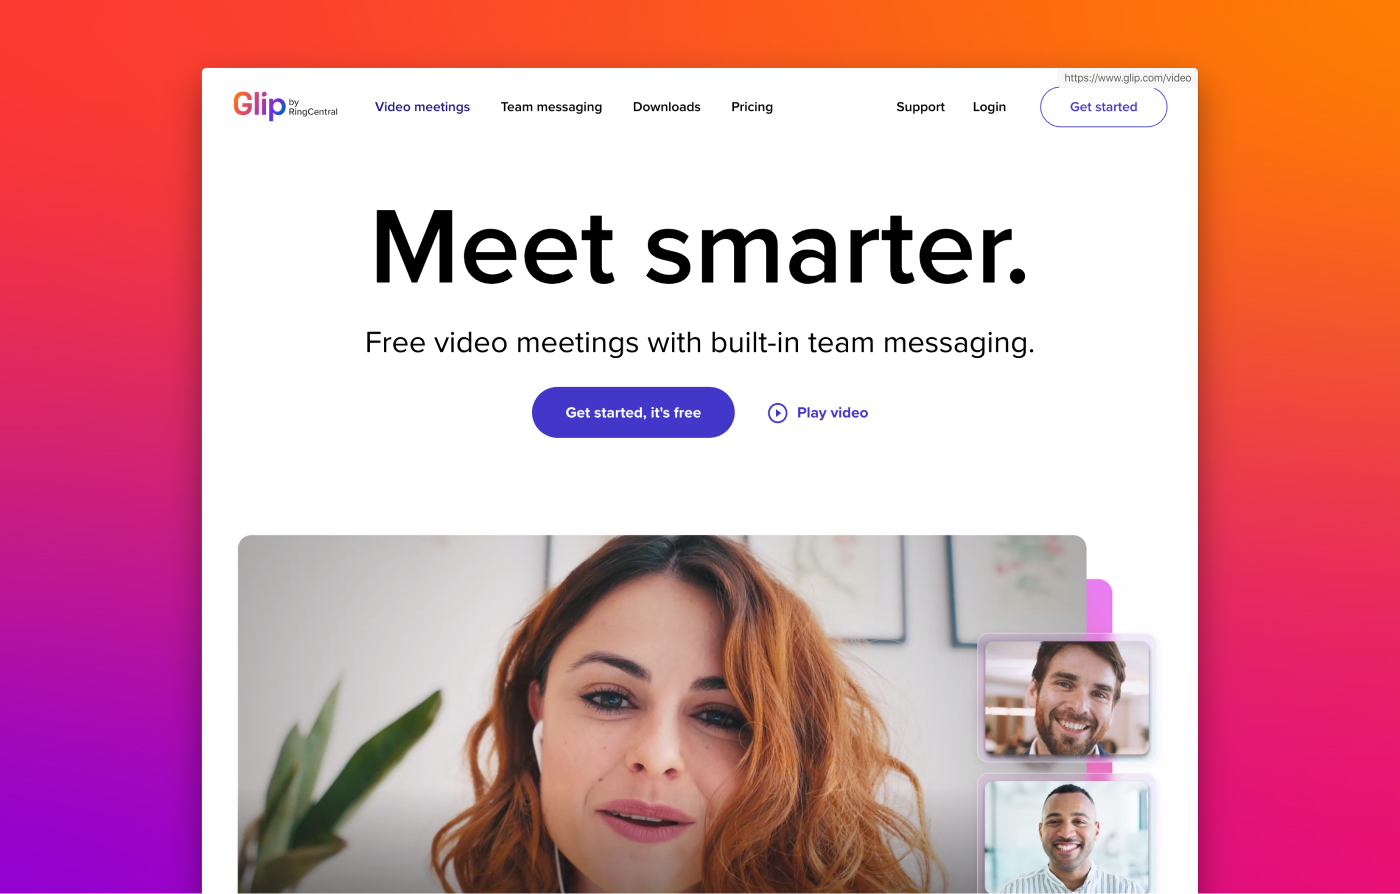 https://www.glip.com/video
Glip by RingCentral
Video meetings
Team messaging
Downloads
Pricing
Support
Login
Get started
Meet smarter.
Free video meetings with built-in team messaging.
Get started, it's free
Play video